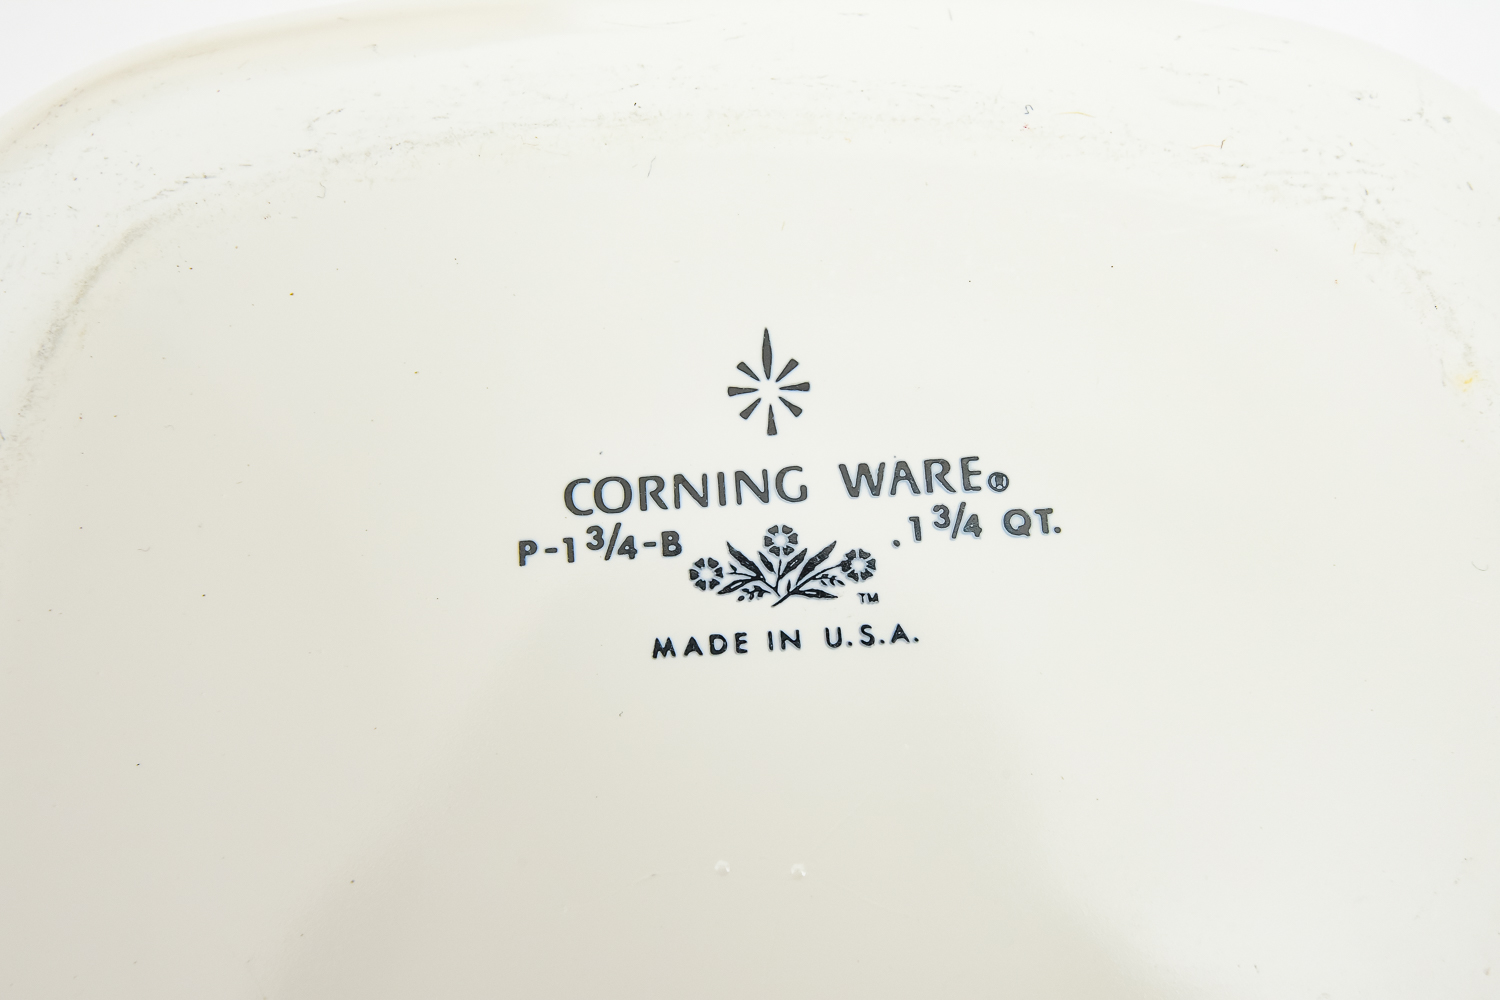 CORNING WARE®
P-1 3/4-B .1 3/4 QT.
TM
MADE IN U.S.A.